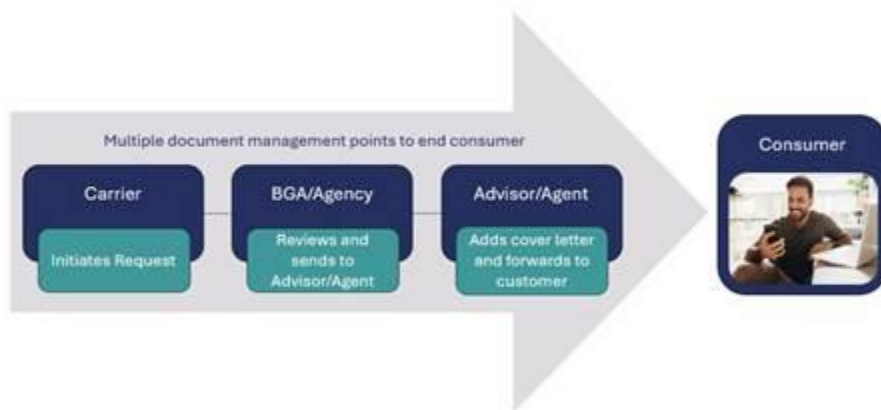 Multiple document management points to end consumer
Carrier
Initiates Request
BGA/Agency
Reviews and
sends to
Advisor/Agent
Advisor/Agent
Adds cover letter
and forwards to
customer
Consumer